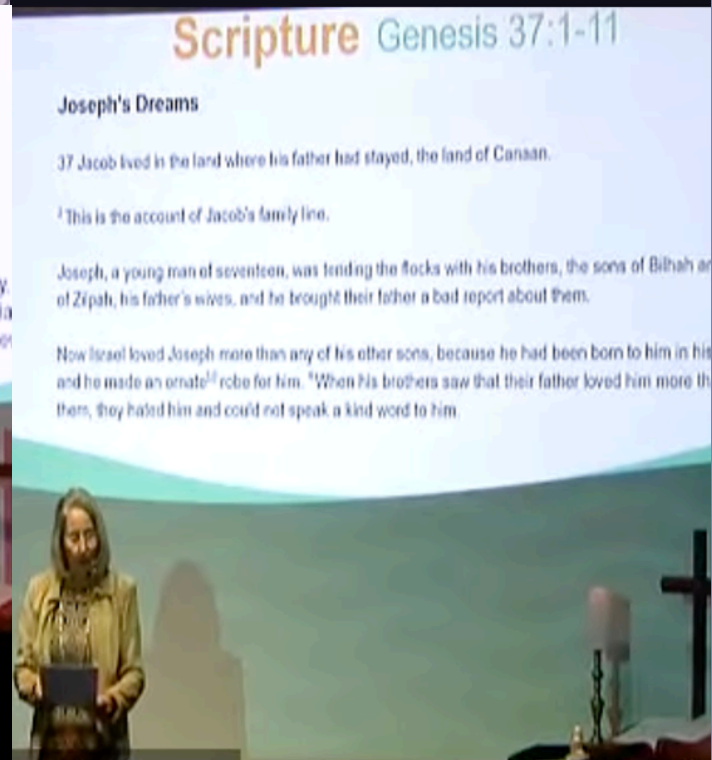 Scripture Genesis 37:1-11
Joseph's Dreams
37 Jacob lived in the land where his father had stayed, the land of Canaan.
2 This is the account of Jacob's family line.
Joseph, a young man of seventeen, was tending the flocks with his brothers, the sons of Bilhah
of Zilpah, his father's wives, and he brought their father a bad report about them.
Now Israel loved Joseph more than any of his other sons, because he had been born to him in his
and he made an ornate robe for him. 4 When his brothers saw that their father loved him more
them, they hated him and could not speak a kind word to him.